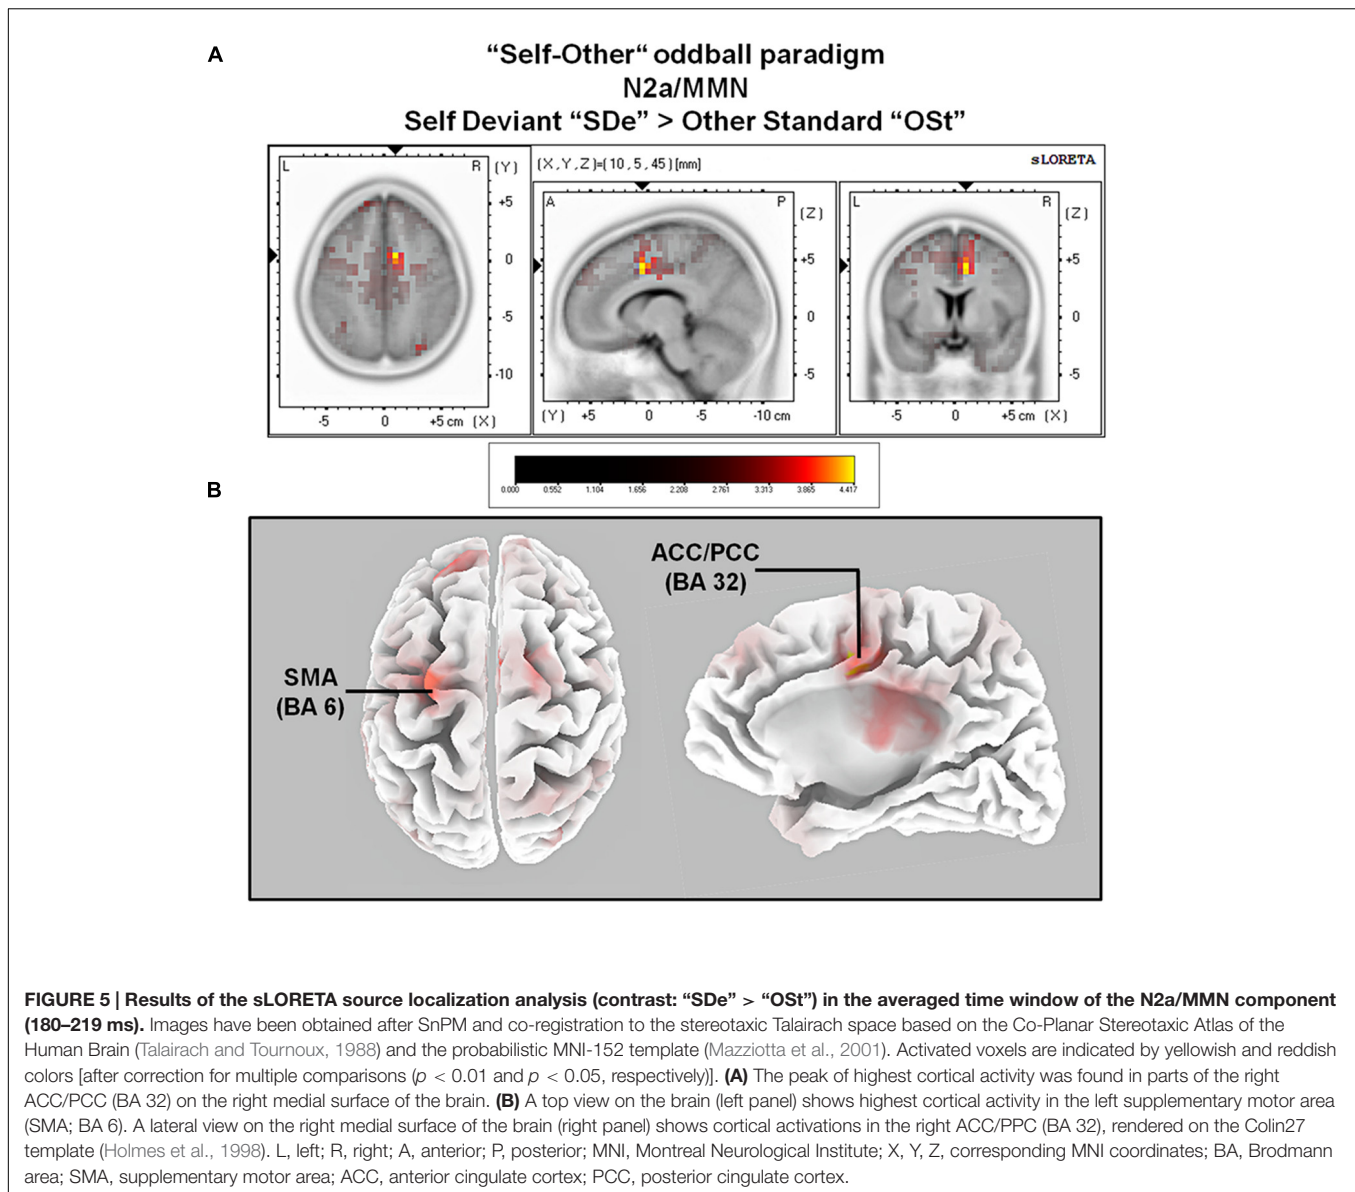 A
“Self-Other“ oddball paradigm
N2a/MMN
Self Deviant “SDe” > Other Standard “OSt”
L R (Y) (X,Y,Z)=(10,5,45)[mm] sLORETA
A P (Z) L R (Z)
+5 0 -5 -10
+5 0 -5
+5 0 -5
-5 0 +5 cm (X)
(Y) +5 0 -5 -10 cm
-5 0 +5 cm (X)
0.000 0.552 1.104 1.656 2.208 2.761 3.313 3.865 4.417
B
ACC/PCC
(BA 32)
SMA
(BA 6)
FIGURE 5 | Results of the sLORETA source localization analysis (contrast: “SDe” > “OSt”) in the averaged time window of the N2a/MMN component
(180–219 ms). Images have been obtained after SnPM and co-registration to the stereotaxic Talairach space based on the Co-Planar Stereotaxic Atlas of the
Human Brain (Talairach and Tournoux, 1988) and the probabilistic MNI-152 template (Mazziotta et al., 2001). Activated voxels are indicated by yellowish and reddish
colors [after correction for multiple comparisons (p < 0.01 and p < 0.05, respectively)]. (A) The peak of highest cortical activity was found in parts of the right
ACC/PCC (BA 32) on the right medial surface of the brain. (B) A top view on the brain (left panel) shows highest cortical activity in the left supplementary motor area
(SMA; BA 6). A lateral view on the right medial surface of the brain (right panel) shows cortical activations in the right ACC/PPC (BA 32), rendered on the Colin27
template (Holmes et al., 1998). L, left; R, right; A, anterior; P, posterior; MNI, Montreal Neurological Institute; X, Y, Z, corresponding MNI coordinates; BA, Brodmann
area; SMA, supplementary motor area; ACC, anterior cingulate cortex; PCC, posterior cingulate cortex.